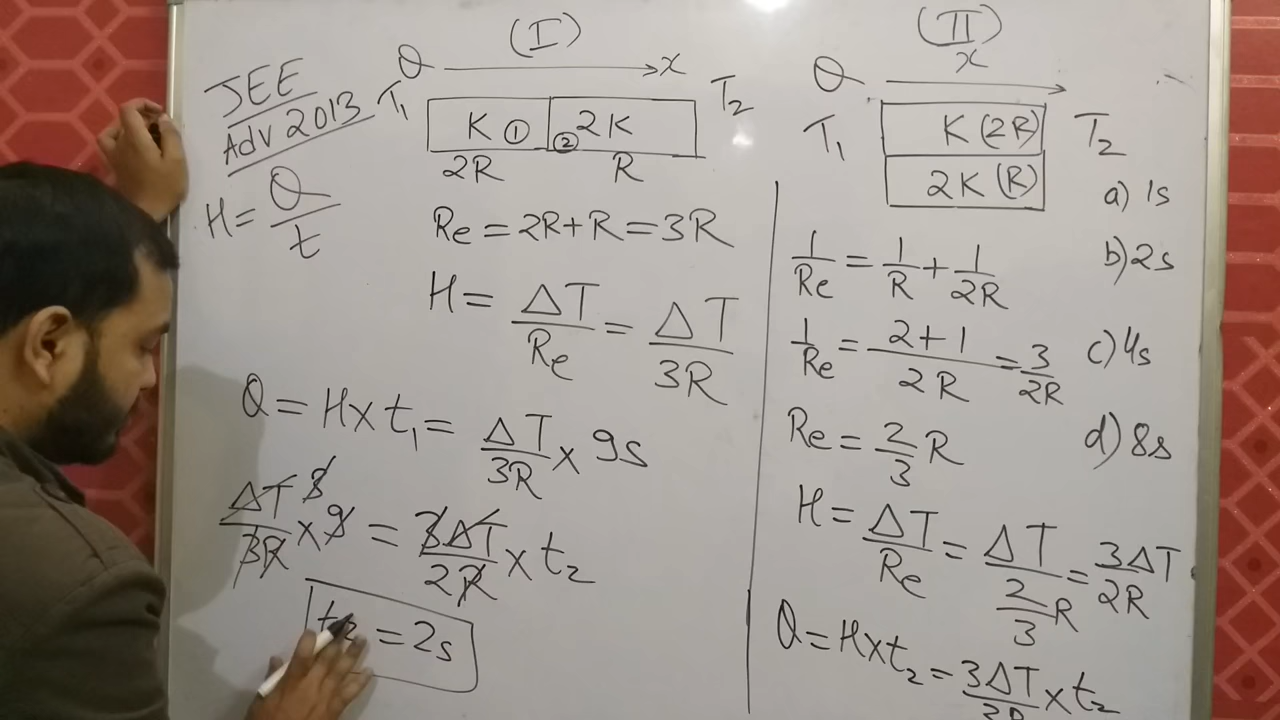 JEE
Adv 2013
H = Q/t
(I)
Q → x
T₁ T₂
K ① ② 2K
2R R
Re = 2R + R = 3R
H = ΔT/Re = ΔT/3R
Q = H x t₁ = ΔT/3R x 9s
ΔT/3R x 9 = 3ΔT/2R x t₂
3
t₂ = 2s
(II)
x
Q →
T₁ T₂
K (2R)
2K (R)
1/Re = 1/R + 1/2R
1/Re = 2+1/2R = 3/2R
Re = 2/3 R
H = ΔT/Re = ΔT/(2/3 R) = 3ΔT/2R
Q = H x t₂ = 3ΔT/2R x t₂
a) 1s
b) 2s
c) 4s
d) 8s